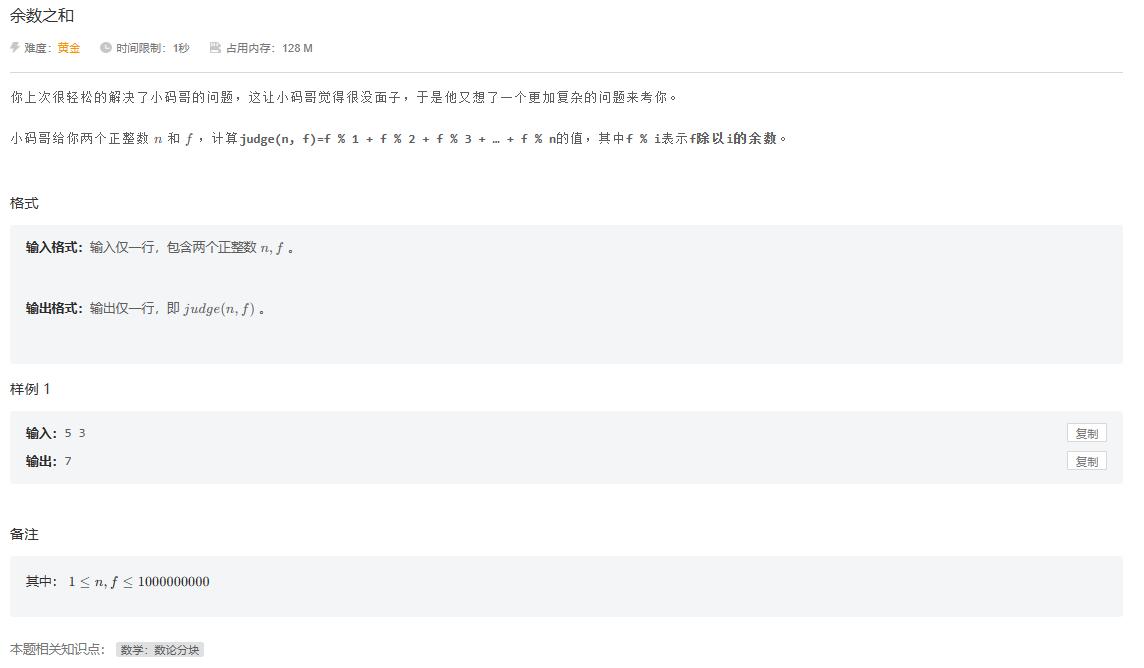 余数之和
难度：黄金 时间限制：1秒 占用内存：128 M
你上次很轻松的解决了小码哥的问题，这让小码哥觉得很没面子，于是他又想了一个更加复杂的问题来考你。
小码哥给你两个正整数 n 和 f ，计算judge(n, f)=f % 1 + f % 2 + f % 3 + … + f % n的值，其中f % i表示f除以i的余数。
格式
输入格式：输入仅一行，包含两个正整数 n, f 。
输出格式：输出仅一行，即 judge(n, f) 。
样例 1
输入：5 3 复制
输出：7 复制
备注
其中： 1 ≤ n, f ≤ 1000000000
本题相关知识点： 数学：数论分块